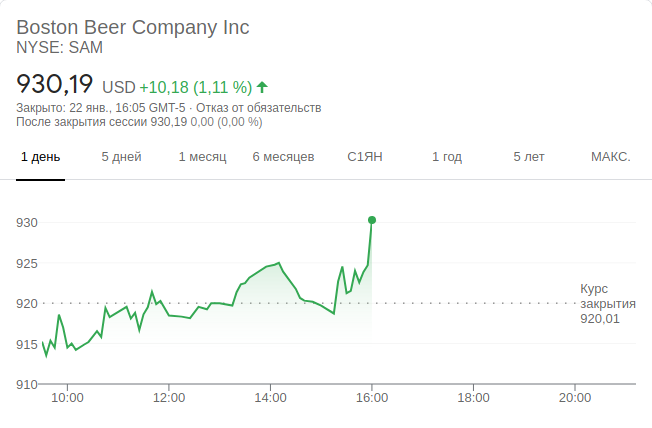 Boston Beer Company Inc
NYSE: SAM
930,19 USD +10,18 (1,11 %)
Закрыто: 22 янв., 16:05 GMT-5 · Отказ от обязательств
После закрытия сессии 930,19 0,00 (0,00 %)
1 день 5 дней 1 месяц 6 месяцев С1ЯН 1 год 5 лет МАКС.
930
925
920
915
910
Курс
закрытия
920,01
10:00 12:00 14:00 16:00 18:00 20:00